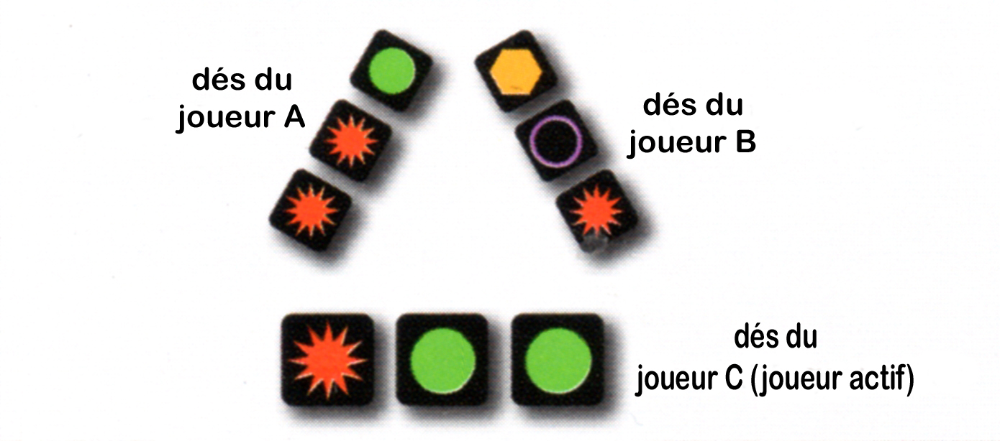 dés du
joueur A
dés du
joueur B
dés du
joueur C (joueur actif)